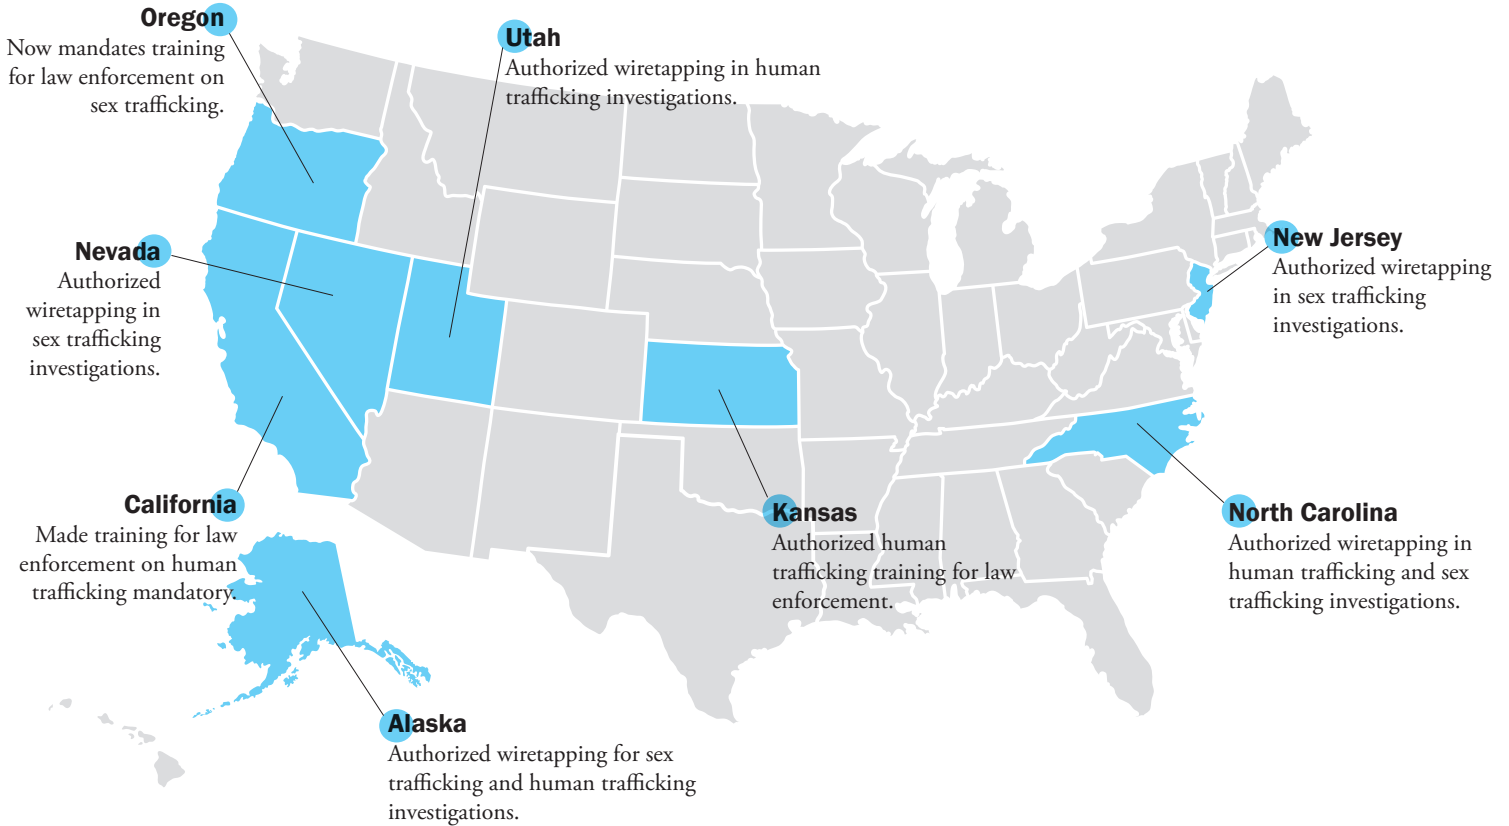 Oregon
Now mandates training
for law enforcement on
sex trafficking.
Utah
Authorized wiretapping in human
trafficking investigations.
Nevada
Authorized
wiretapping in
sex trafficking
investigations.
New Jersey
Authorized wiretapping
in sex trafficking
investigations.
California
Made training for law
enforcement on human
trafficking mandatory.
Kansas
Authorized human
trafficking training for law
enforcement.
North Carolina
Authorized wiretapping in
human trafficking and sex
trafficking investigations.
Alaska
Authorized wiretapping for sex
trafficking and human trafficking
investigations.